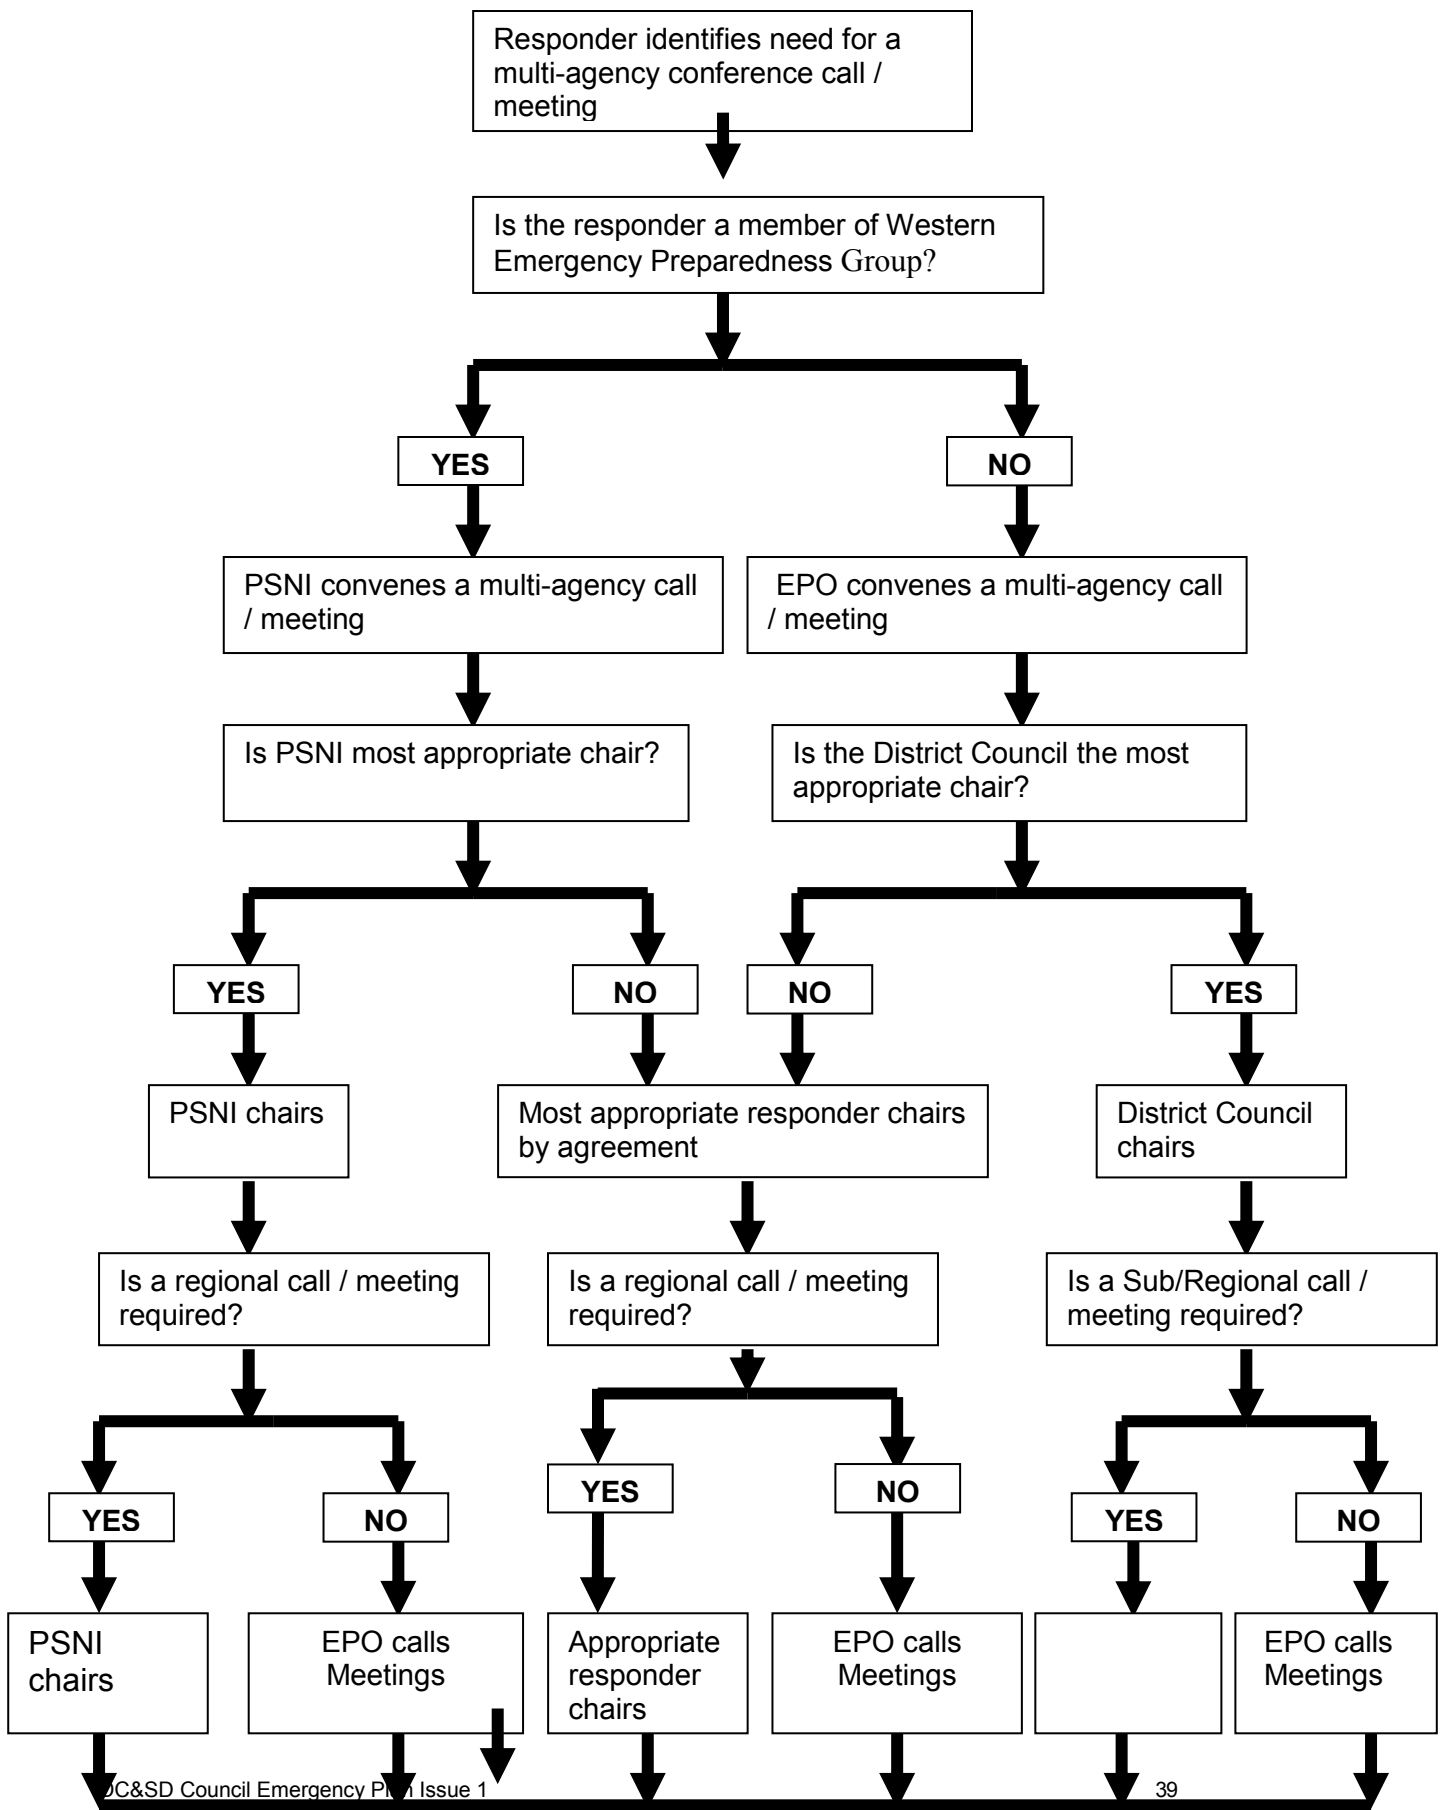 Responder identifies need for a
multi-agency conference call /
meeting
Is the responder a member of Western
Emergency Preparedness Group?
YES
NO
PSNI convenes a multi-agency call
/ meeting
EPO convenes a multi-agency call
/ meeting
Is PSNI most appropriate chair?
Is the District Council the most
appropriate chair?
YES
NO
NO
YES
PSNI chairs
Most appropriate responder chairs
by agreement
District Council
chairs
Is a regional call / meeting
required?
Is a regional call / meeting
required?
Is a Sub/Regional call /
meeting required?
YES
NO
YES
NO
YES
NO
PSNI
chairs
EPO calls
Meetings
Appropriate
responder
chairs
EPO calls
Meetings
EPO calls
Meetings
Council Emergency Issue 1
39